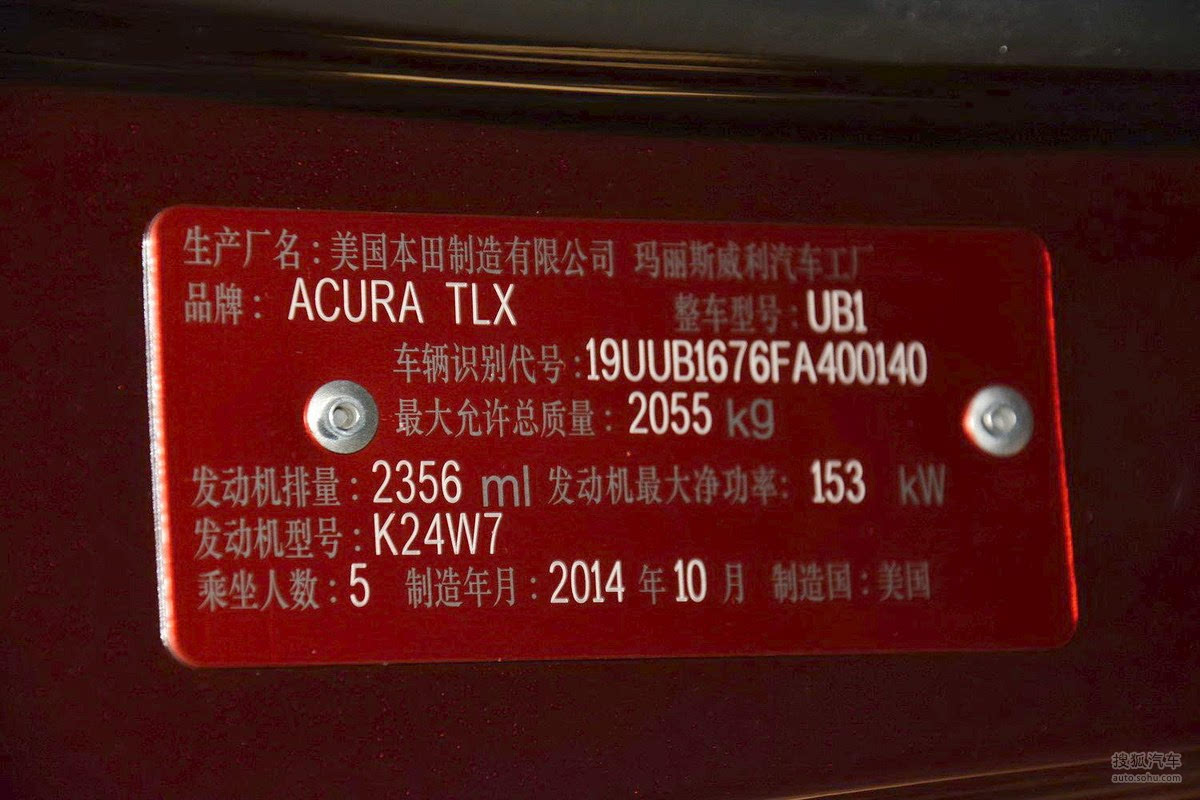 生产厂名：美国本田制造有限公司 玛丽斯威利汽车工厂
品牌： ACURA TLX 整车型号：UB1
车辆识别代号：19UUB1676FA400140
最大允许总质量：2055 kg
发动机排量：2356 ml 发动机最大净功率：153 kW
发动机型号：K24W7
乘坐人数：5 制造年月：2014 年 10 月 制造国：美国
搜狐汽车
auto.sohu.com